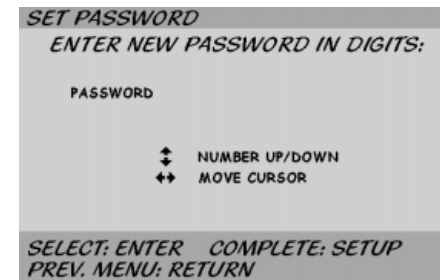 SET PASSWORD
ENTER NEW PASSWORD IN DIGITS:
PASSWORD
NUMBER UP/DOWN
MOVE CURSOR
SELECT: ENTER COMPLETE: SETUP
PREV. MENU: RETURN